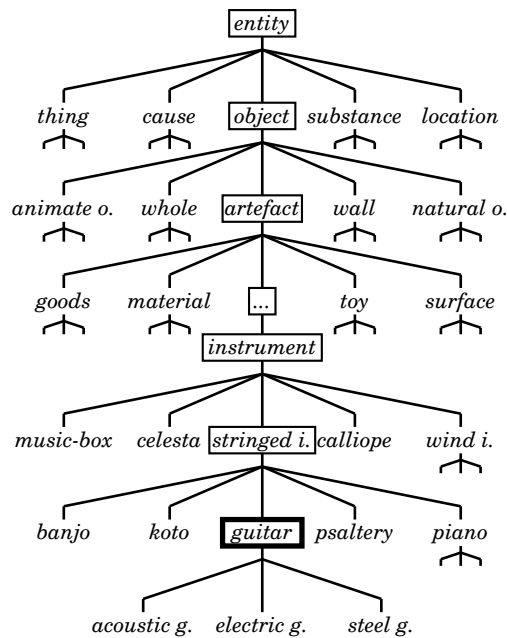 entity
thing cause object substance location
animate o. whole artefact wall natural o.
goods material ... toy surface
instrument
music-box celesta stringed i. calliope wind i.
banjo koto guitar psaltery piano
acoustic g. electric g. steel g.